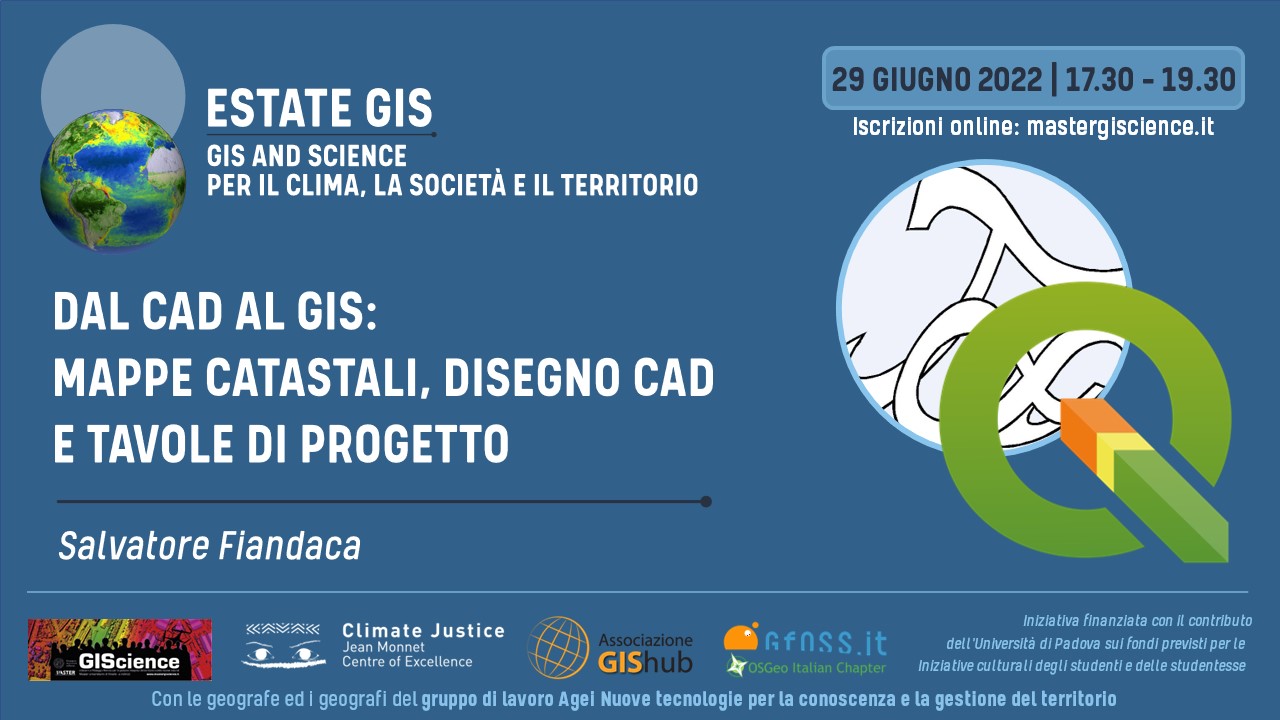 ESTATE GIS
GIS AND SCIENCE
PER IL CLIMA, LA SOCIETÀ E IL TERRITORIO
29 GIUGNO 2022 | 17.30 - 19.30
Iscrizioni online: mastergiscience.it
DAL CAD AL GIS:
MAPPE CATASTALI, DISEGNO CAD
E TAVOLE DI PROGETTO
Salvatore Fiandaca
GIScience
MASTER
www.mastergiscience.it
Climate Justice
Jean Monnet
Centre of Excellence
Associazione
GIShub
GFOSS.it
OSGeo Italian Chapter
Iniziativa finanziata con il contributo
dell'Università di Padova sui fondi previsti per le
Iniziative culturali degli studenti e delle studentesse
Con le geografe ed i geografi del gruppo di lavoro Agei Nuove tecnologie per la conoscenza e la gestione del territorio